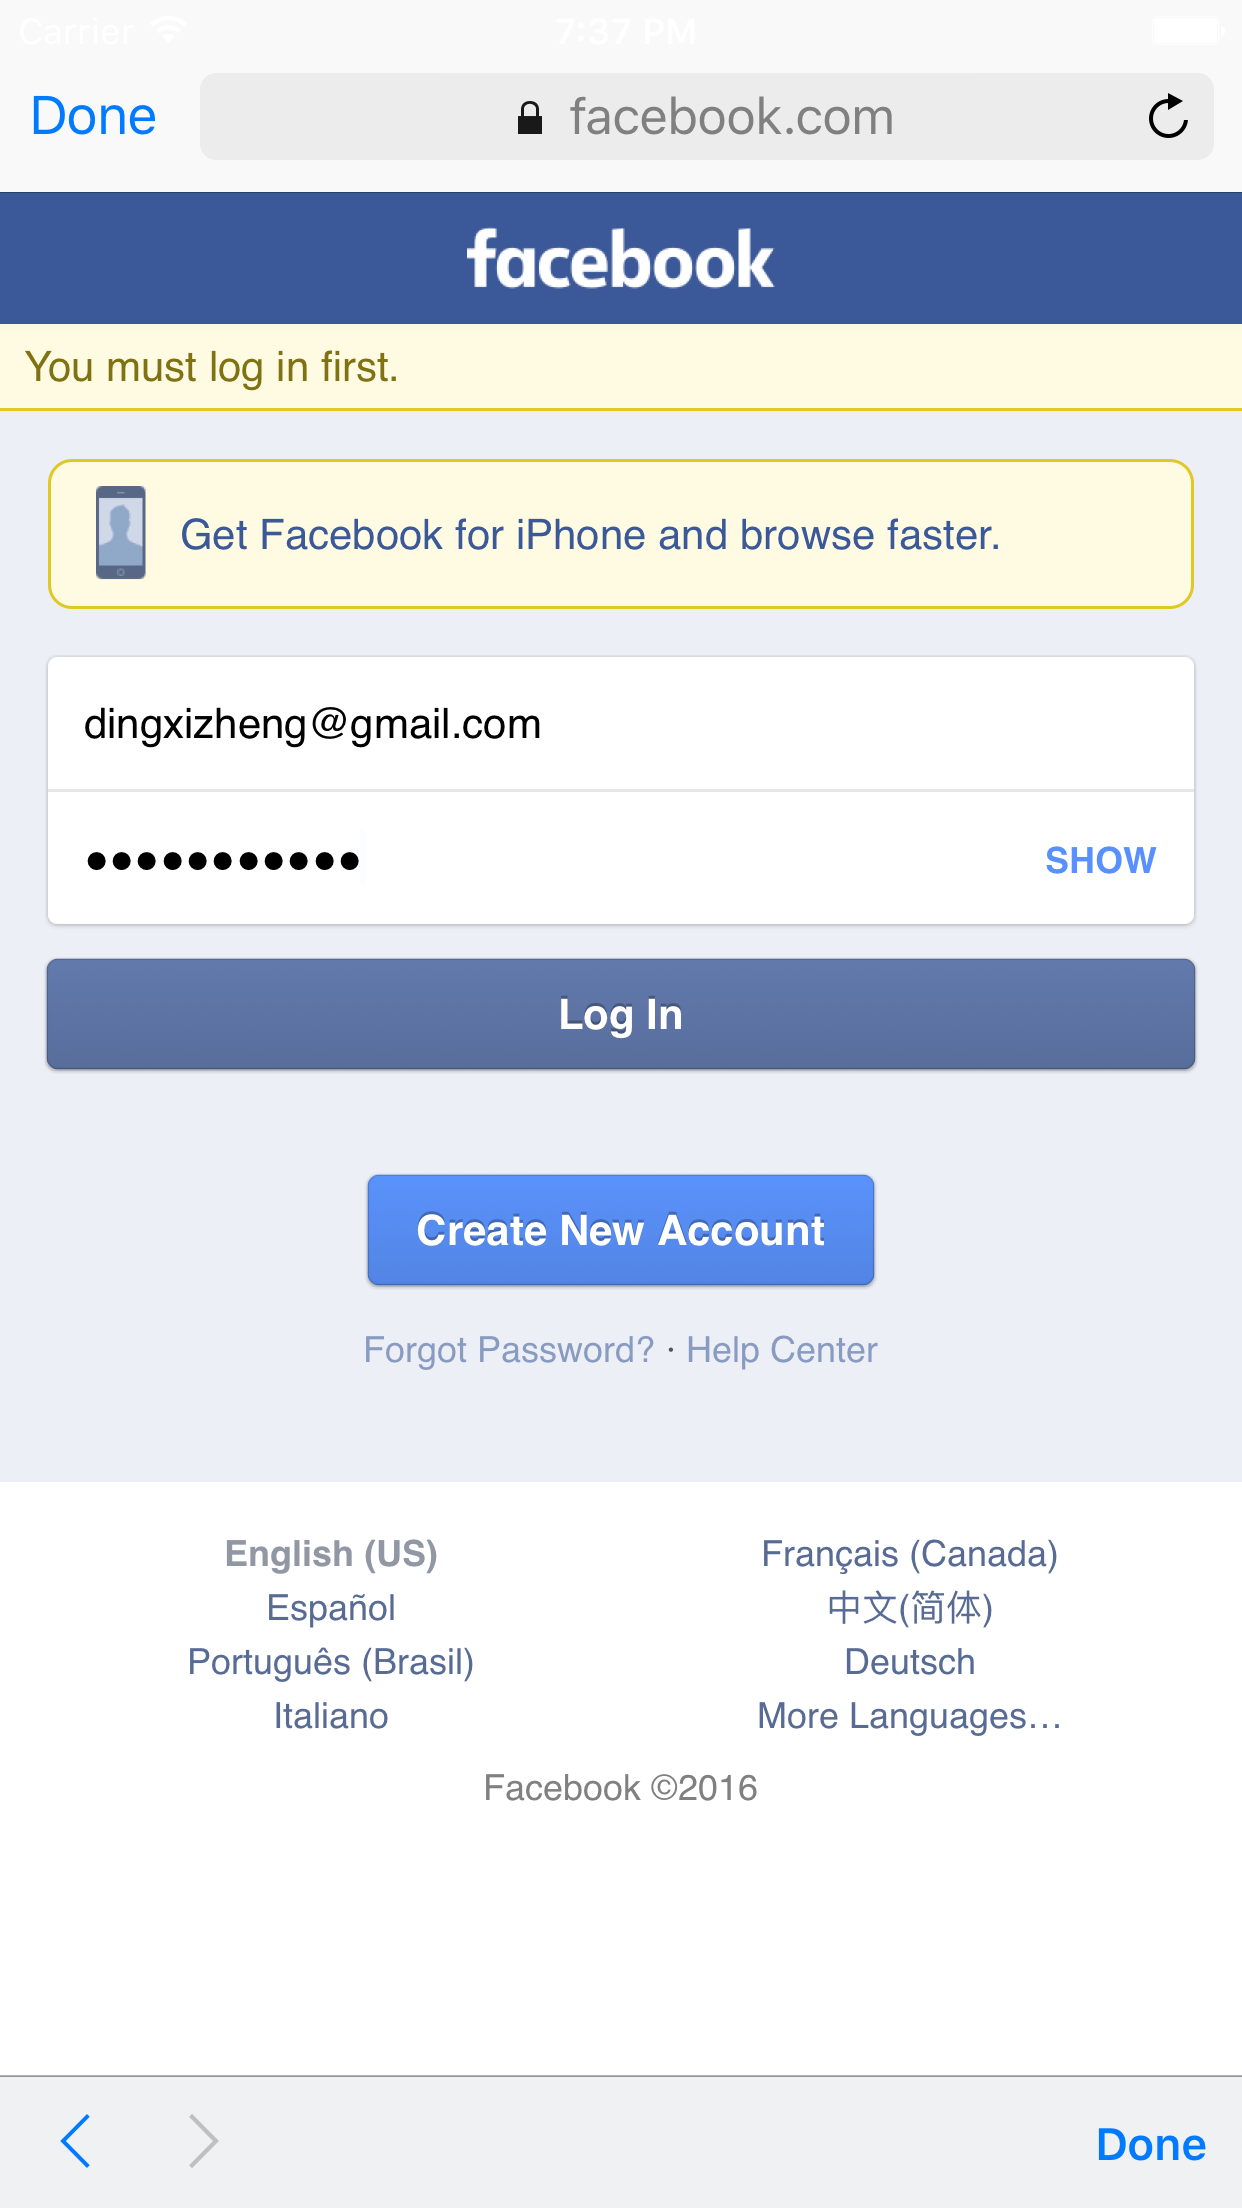 Carrier 7:37 PM
Done facebook.com
facebook
You must log in first.
Get Facebook for iPhone and browse faster.
dingxizheng@gmail.com
••••••••••• SHOW
Log In
Create New Account
Forgot Password? · Help Center
English (US) Français (Canada)
Español 中文(简体)
Português (Brasil) Deutsch
Italiano More Languages…
Facebook ©2016
Done